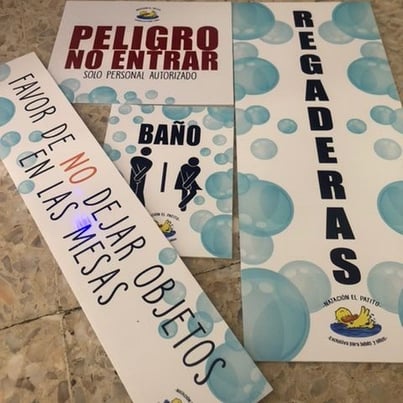 PELIGRO
NO ENTRAR
SOLO PERSONAL AUTORIZADO
BAÑO
REGADERAS
NATACIÓN EL PATITO
Exclusiva para bebés y niños
FAVOR DE NO DEJAR OBJETOS
EN LAS MESAS